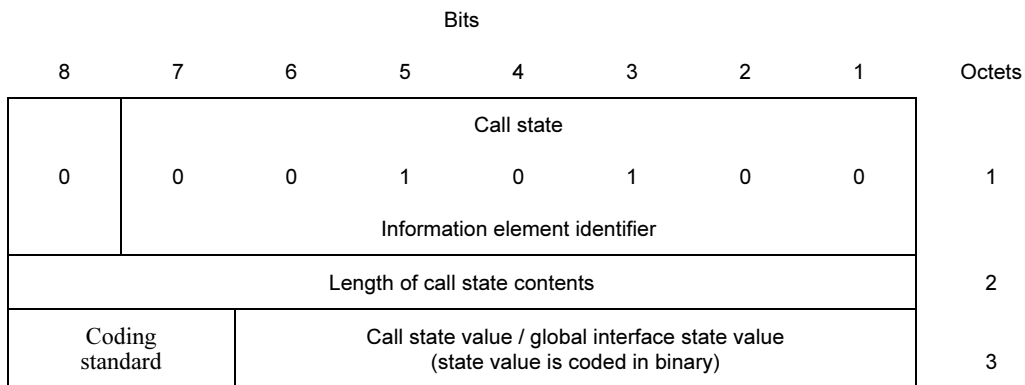 Bits
8 7 6 5 4 3 2 1 Octets
Call state
0 0 0 1 0 1 0 0 1
Information element identifier
Length of call state contents 2
Coding Call state value / global interface state value
standard (state value is coded in binary) 3